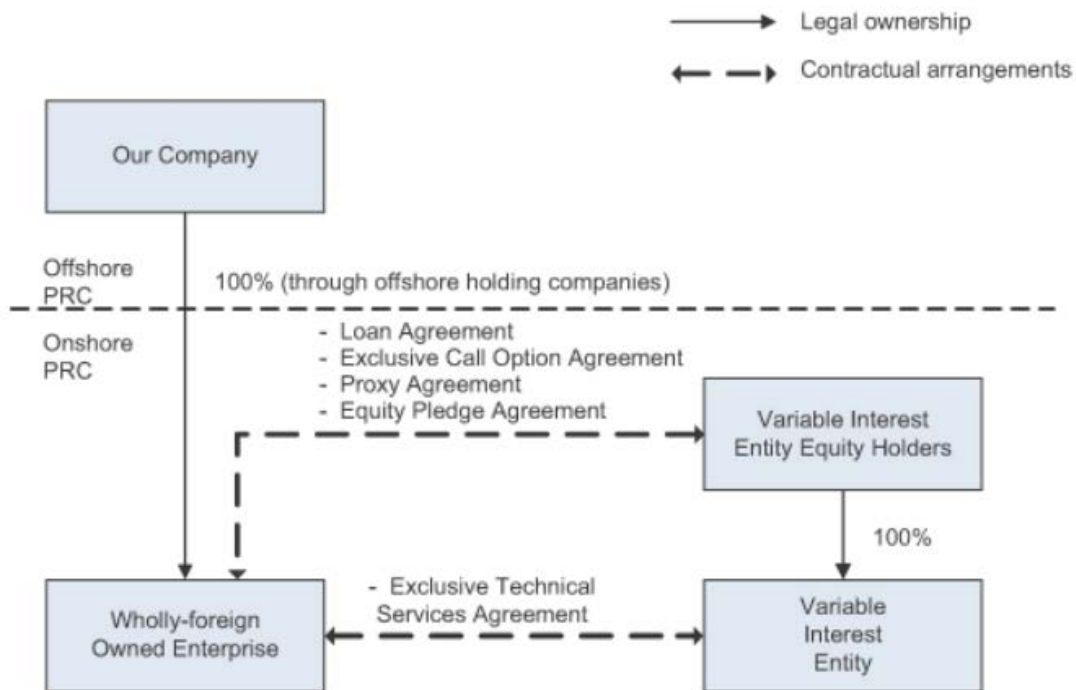 Legal ownership
Contractual arrangements
Our Company
Offshore
PRC
100% (through offshore holding companies)
Onshore
PRC
- Loan Agreement
- Exclusive Call Option Agreement
- Proxy Agreement
- Equity Pledge Agreement
Variable Interest
Entity Equity Holders
100%
- Exclusive Technical
Services Agreement
Wholly-foreign
Owned Enterprise
Variable
Interest
Entity